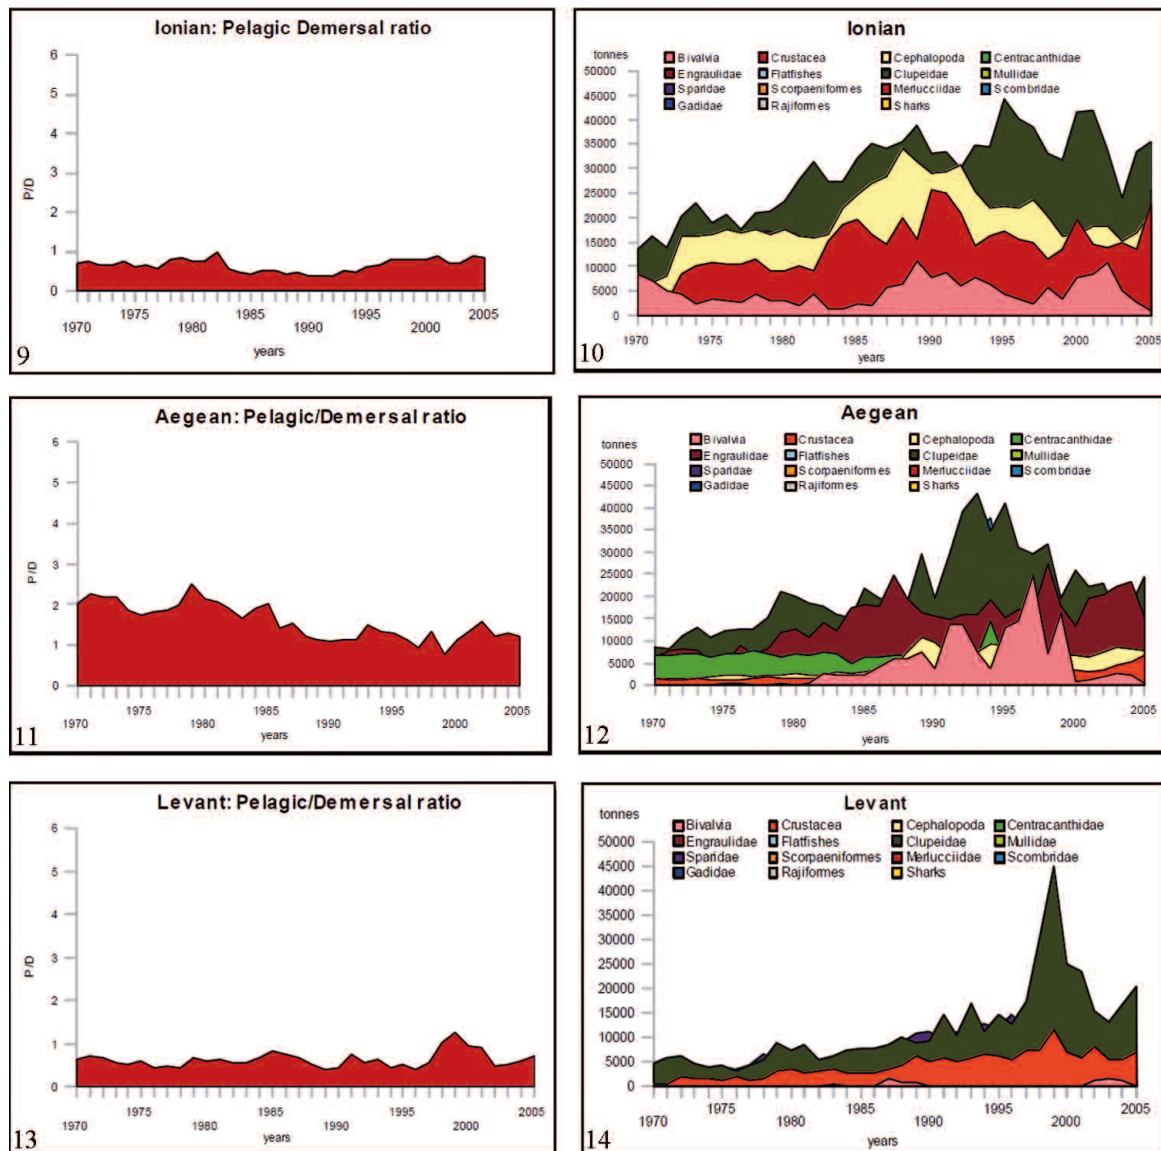 Ionian: Pelagic Demersal ratio
6
5
4
3
2
1
0
P/D
1970 1975 1980 1985 1990 1995 2000 2005
years
9
Ionian
tonnes
Bivalvia Crustacea Cephalopoda Centracanthidae
Engraulidae Flatfishes Clupeidae Mullidae
Sparidae Scorpaeniformes Merlucciidae Scombridae
Gadidae Rajiformes Sharks
50000
45000
40000
35000
30000
25000
20000
15000
10000
5000
0
1970 1975 1980 1985 1990 1995 2000 2005
years
10
Aegean: Pelagic/Demersal ratio
6
5
4
3
2
1
0
P/D
1970 1975 1980 1985 1990 1995 2000 2005
years
11
Aegean
tonnes
Bivalvia Crustacea Cephalopoda Centracanthidae
Engraulidae Flatfishes Clupeidae Mullidae
Sparidae Scorpaeniformes Merlucciidae Scombridae
Gadidae Rajiformes Sharks
50000
45000
40000
35000
30000
25000
20000
15000
10000
5000
0
1970 1975 1980 1985 1990 1995 2000 2005
years
12
Levant: Pelagic/Demersal ratio
6
5
4
3
2
1
0
P/D
1970 1975 1980 1985 1990 1995 2000 2005
years
13
Levant
tonnes
Bivalvia Crustacea Cephalopoda Centracanthidae
Engraulidae Flatfishes Clupeidae Mullidae
Sparidae Scorpaeniformes Merlucciidae Scombridae
Gadidae Rajiformes Sharks
50000
45000
40000
35000
30000
25000
20000
15000
10000
5000
0
1970 1975 1980 1985 1990 1995 2000 2005
years
14